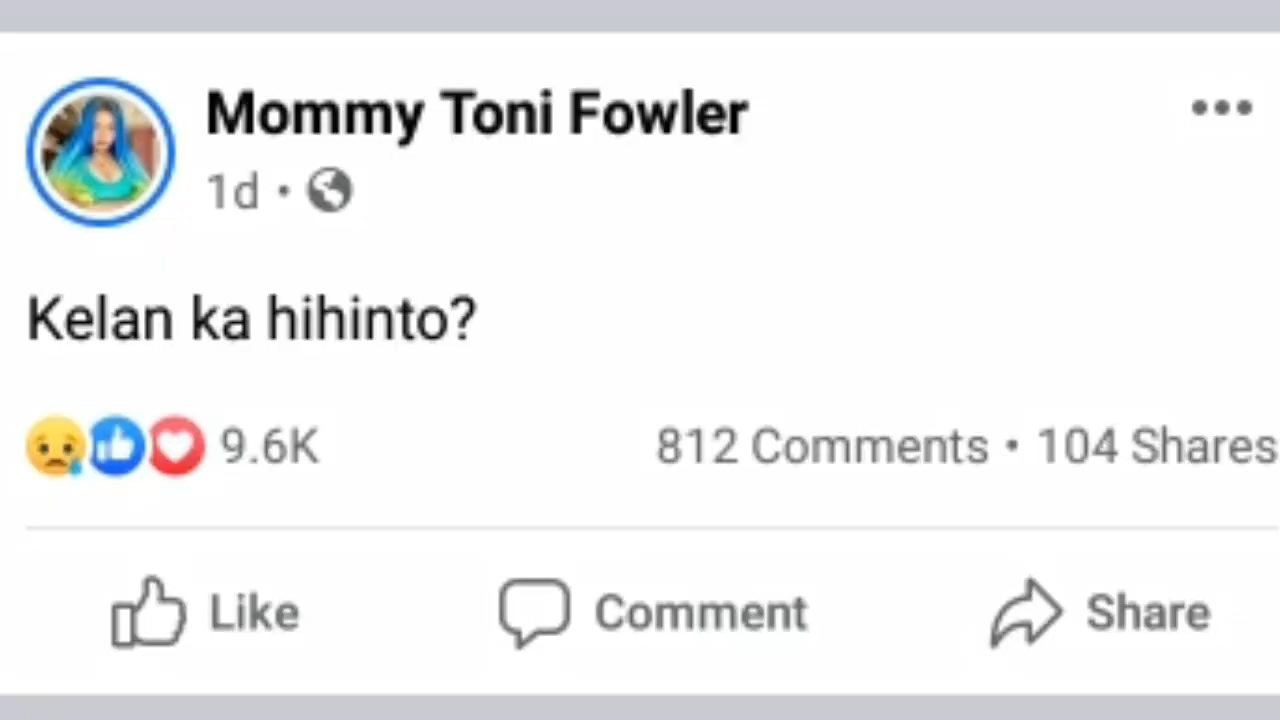 Mommy Toni Fowler
1d •
Kelan ka hihinto?
9.6K 812 Comments • 104 Shares
Like Comment Share